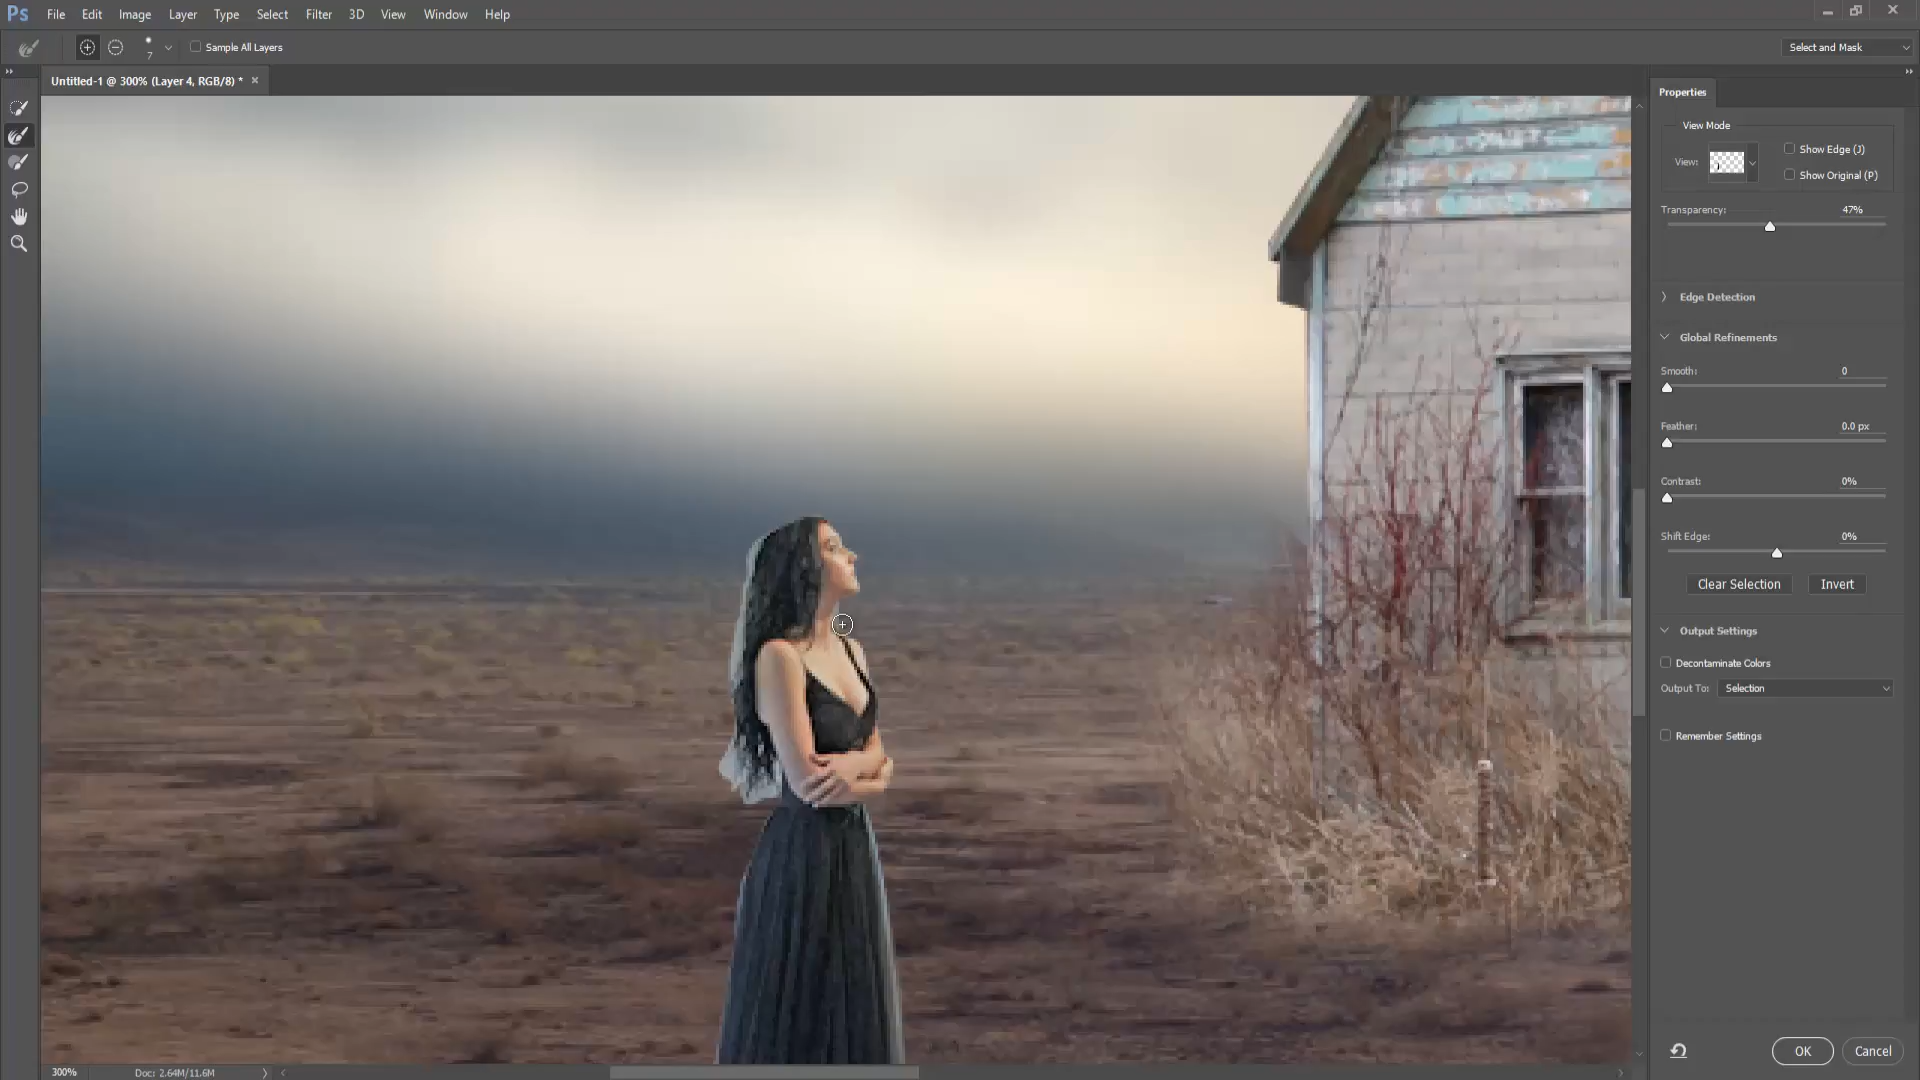 Ps File Edit Image Layer Type Select Filter 3D View Window Help
7 Sample All Layers Select and Mask
Untitled-1 @ 300% (Layer 4, RGB/8) *
Properties
View Mode
View: Show Edge (J)
Show Original (P)
Transparency: 47%
Edge Detection
Global Refinements
Smooth: 0
Feather: 0.0 px
Contrast: 0%
Shift Edge: 0%
Clear Selection Invert
Output Settings
Decontaminate Colors
Output To: Selection
Remember Settings
OK Cancel
300% Doc: 2.64M/11.6M